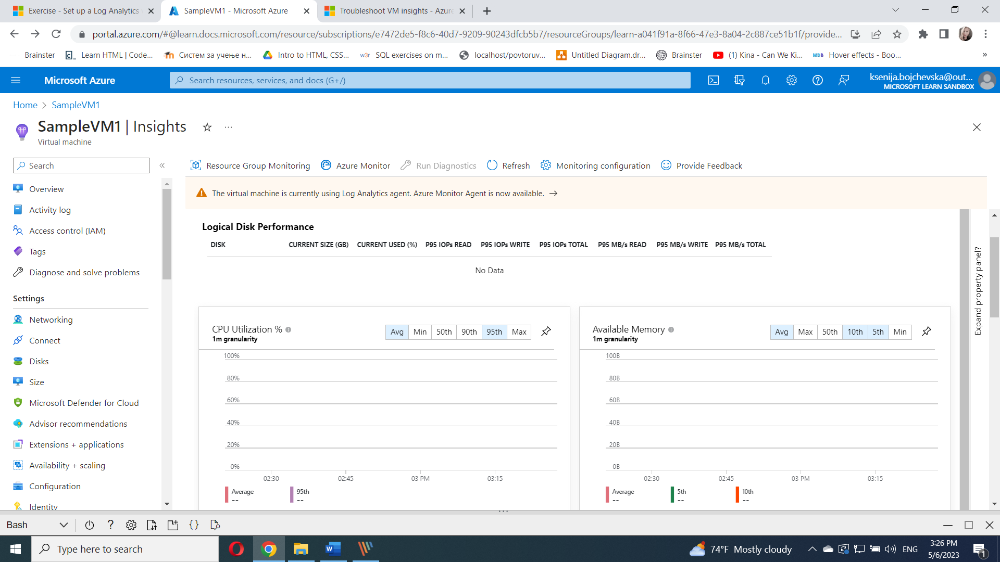 Exercise - Set up a Log Analytics
SampleVM1 - Microsoft Azure
Troubleshoot VM insights - Azure
portal.azure.com/#@learn.docs.microsoft.com/resource/subscriptions/e7472de5-f8c6-40d7-9209-90243dfcb5b7/resourceGroups/learn-a041f91a-8f66-47e3-8a04-2c887ce51b1f/provide...
Brainster
Learn HTML | Code...
Систем за учење н...
Intro to HTML, CSS...
w3r SQL exercises on m...
localhost/povtoruv...
Untitled Diagram.dr...
Brainster
(1) Kina - Can We Ki...
MDB Hover effects - Boo...
»
Microsoft Azure
Search resources, services, and docs (G+/)
ksenija.bojchevska@out...
MICROSOFT LEARN SANDBOX
Home > SampleVM1
SampleVM1 | Insights
Virtual machine
Search
Resource Group Monitoring
Azure Monitor
Run Diagnostics
Refresh
Monitoring configuration
Provide Feedback
The virtual machine is currently using Log Analytics agent. Azure Monitor Agent is now available. →
Overview
Activity log
Access control (IAM)
Tags
Diagnose and solve problems
Settings
Networking
Connect
Disks
Size
Microsoft Defender for Cloud
Advisor recommendations
Extensions + applications
Availability + scaling
Configuration
Identity
Logical Disk Performance
DISK CURRENT SIZE (GB) CURRENT USED (%) P95 IOPs READ P95 IOPs WRITE P95 IOPs TOTAL P95 MB/s READ P95 MB/s WRITE P95 MB/s TOTAL
No Data
CPU Utilization %
1m granularity
Avg Min 50th 90th 95th Max
100%
80%
60%
40%
20%
0%
02:30 02:45 03 PM 03:15
Average 95th
-- --
Available Memory
1m granularity
Avg Max 50th 10th 5th Min
100B
80B
60B
40B
20B
0B
02:30 02:45 03 PM 03:15
Average 5th 10th
-- -- --
Expand property panel?
Bash
Type here to search
74°F Mostly cloudy
ENG
3:26 PM
5/6/2023
1